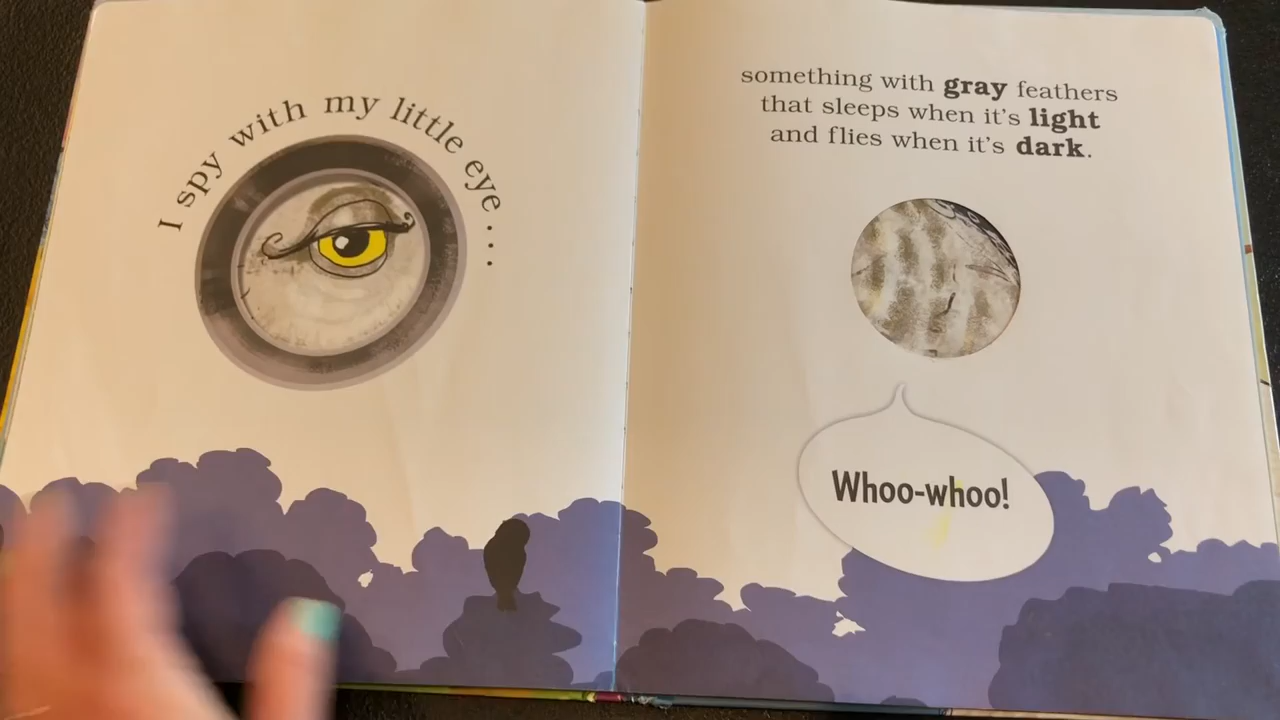 I spy with my little eye...
something with gray feathers
that sleeps when it's light
and flies when it's dark.
Whoo-whoo!